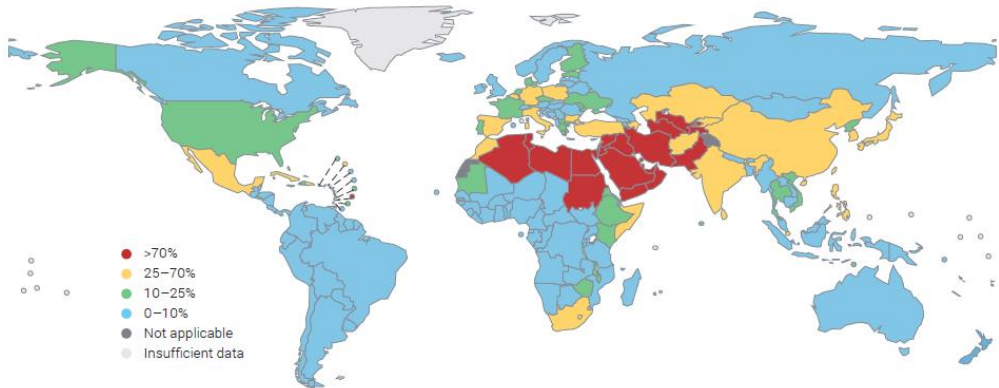 >70%
25–70%
10–25%
0–10%
Not applicable
Insufficient data